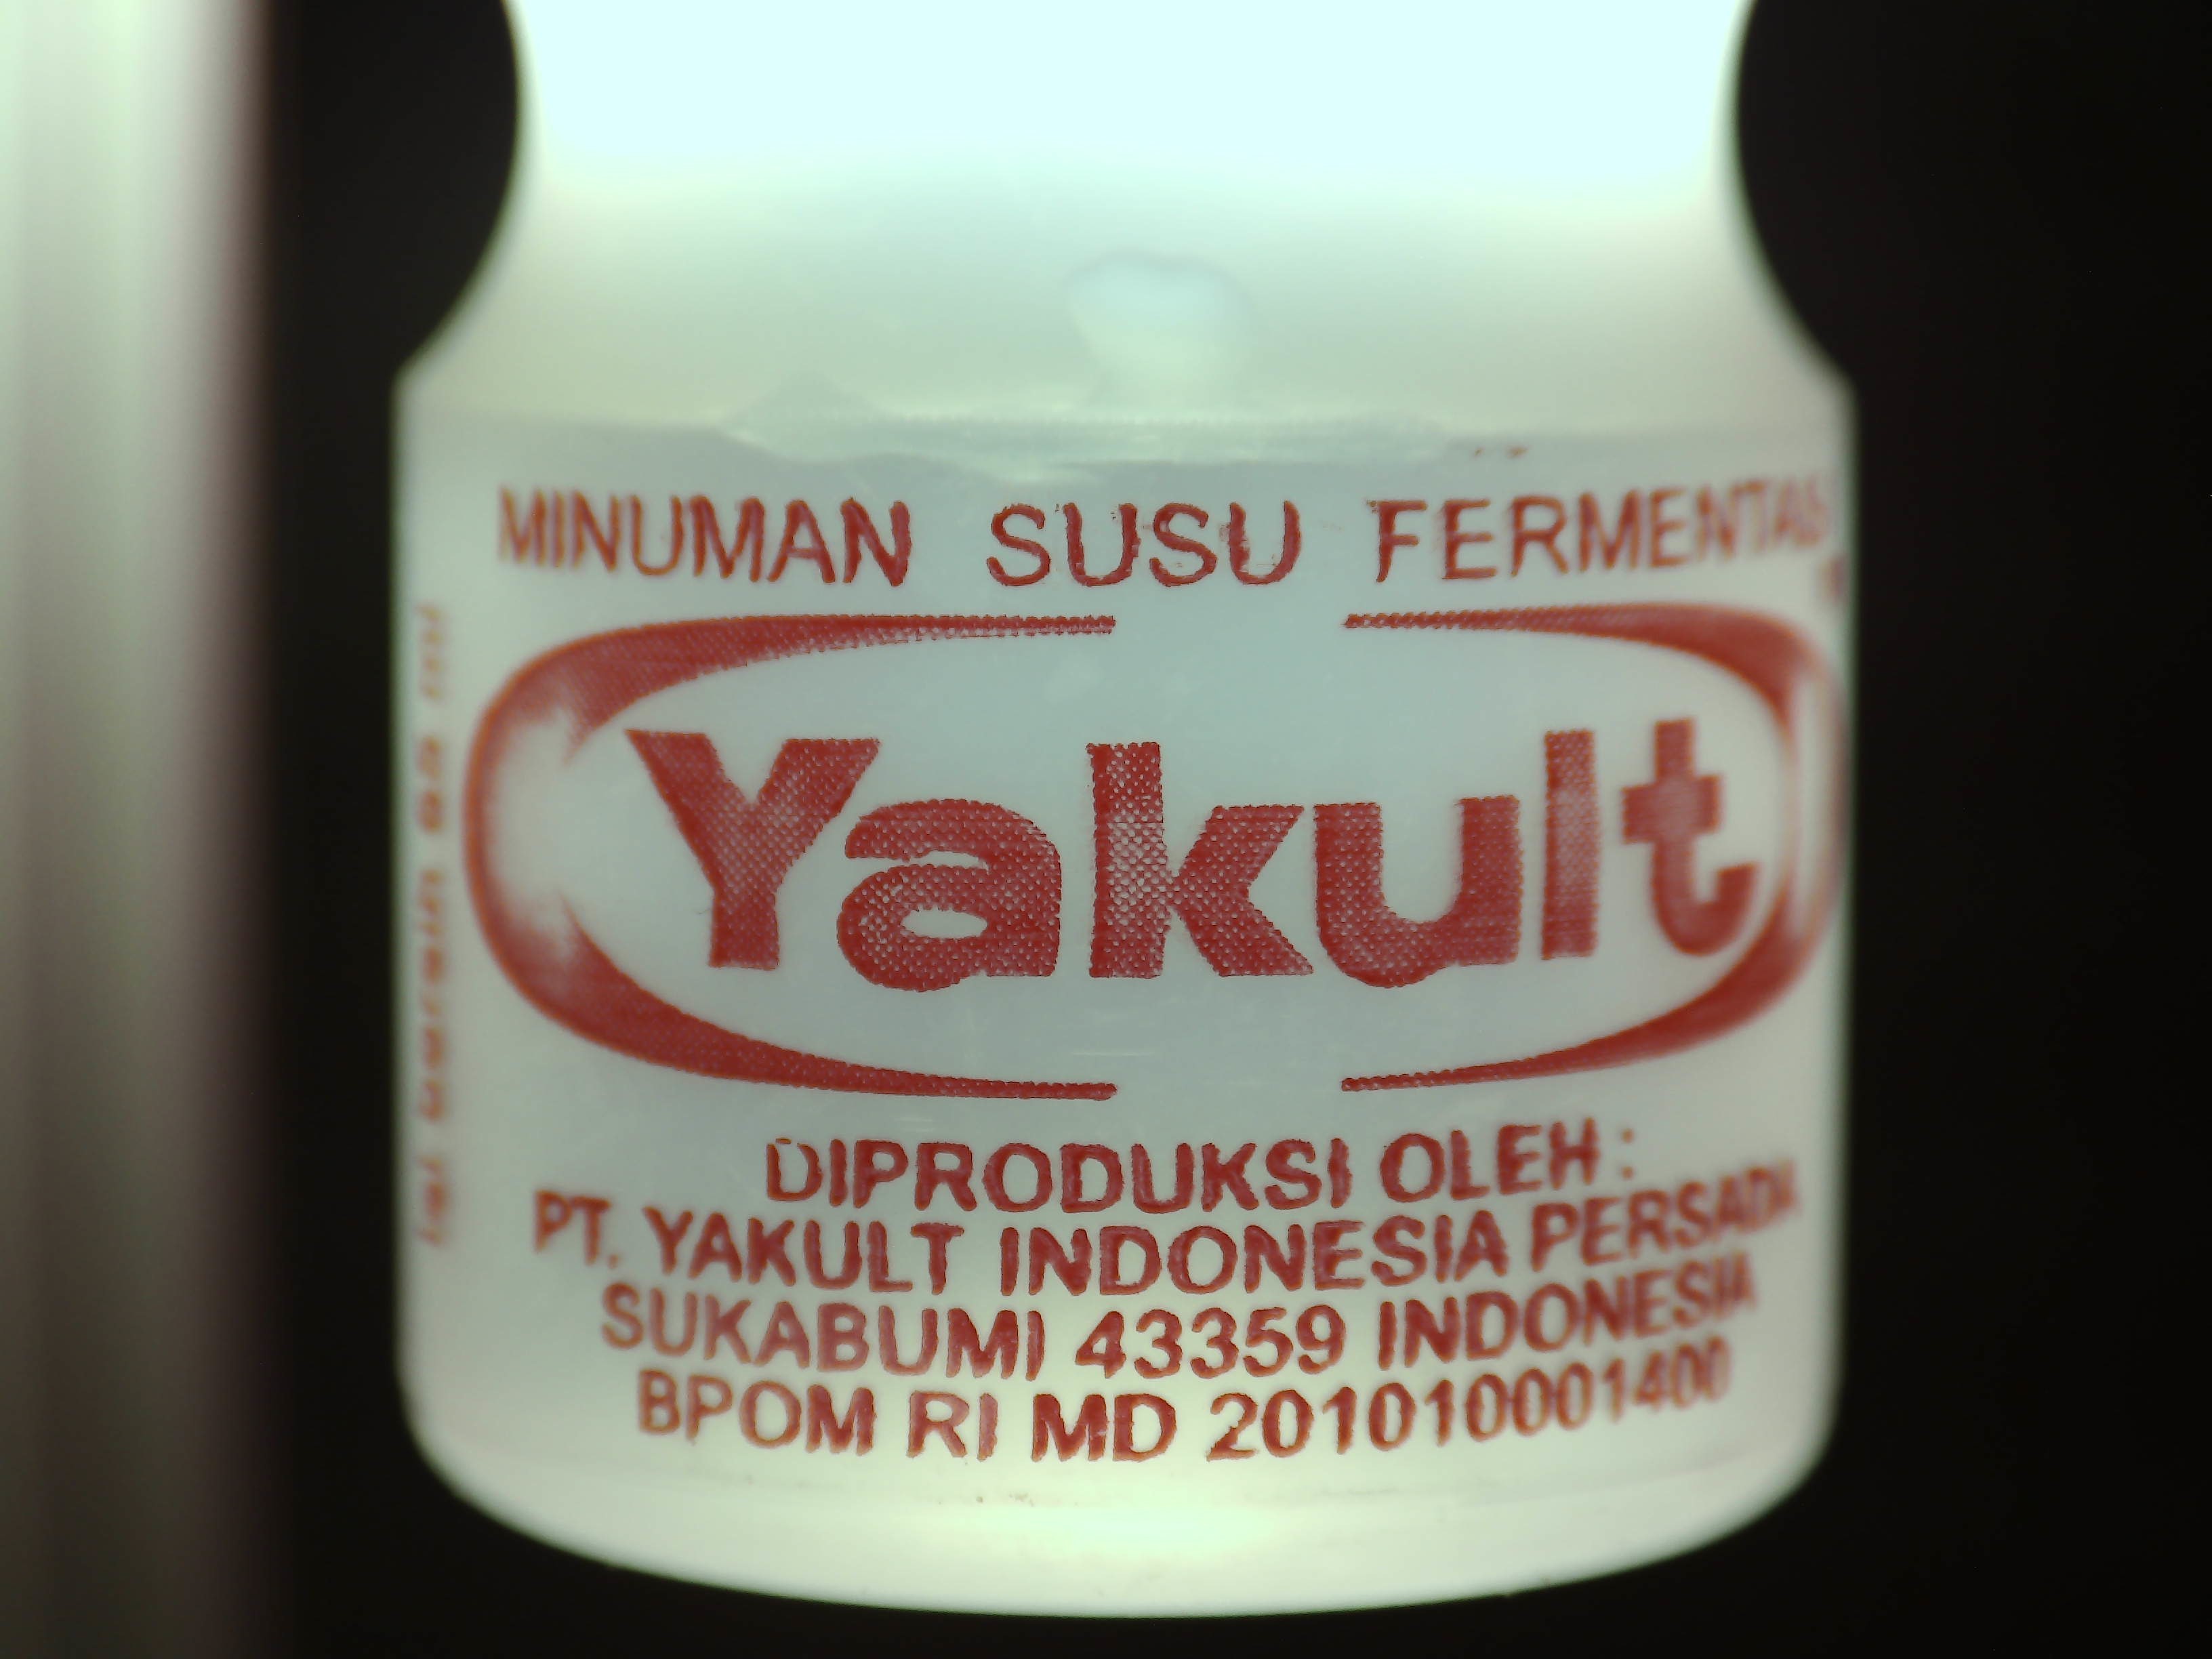 MINUMAN SUSU FERMENTASI
Yakult
DIPRODUKSI OLEH :
PT. YAKULT INDONESIA PERSADA
SUKABUMI 43359 INDONESIA
BPOM RI MD 201010001400